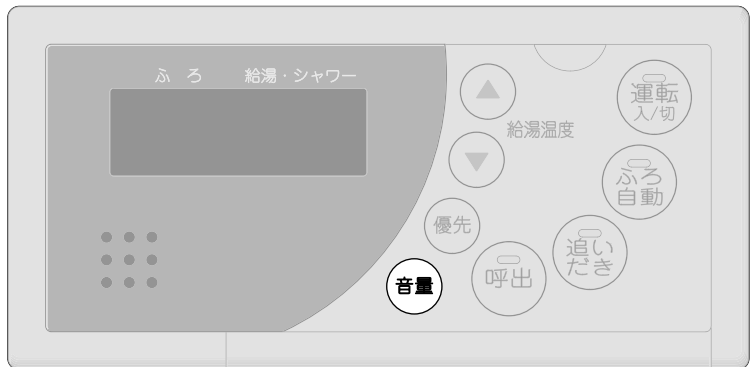 ふろ 給湯・シャワー
運転
入/切
給湯温度
ふろ
自動
優先
追い
だき
呼出
音量